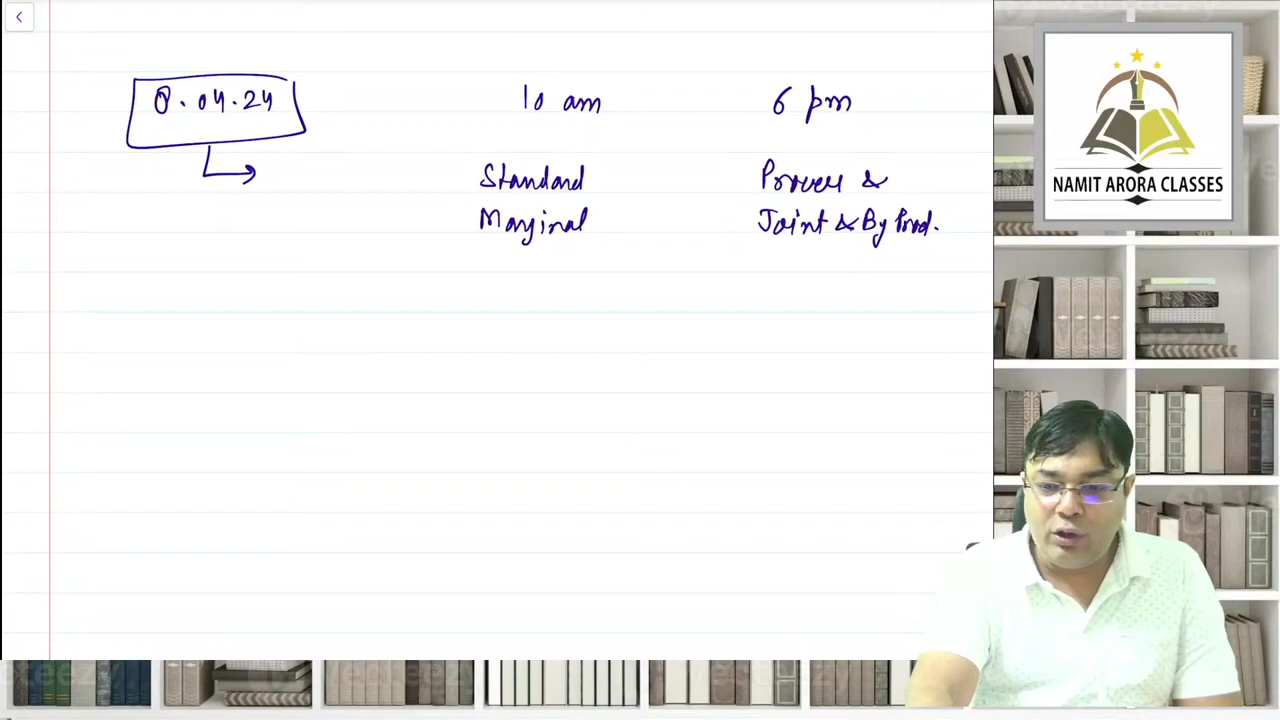 8.04.24
10 am
6 pm
Standard
Marginal
Process &
Joint & By Prod.
NAMIT ARORA CLASSES